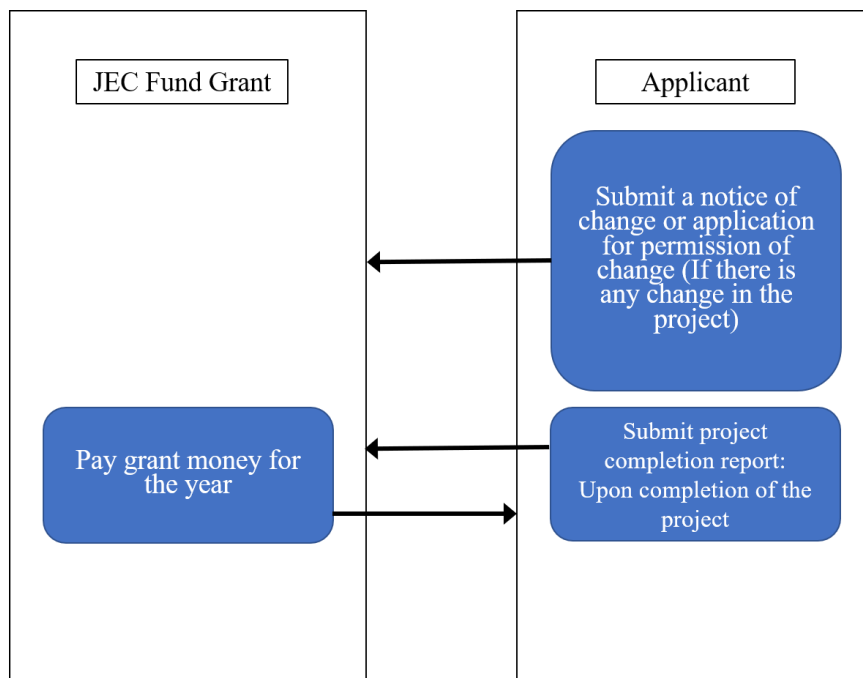 JEC Fund Grant
Applicant
Submit a notice of
change or application
for permission of
change (If there is
any change in the
project)
Pay grant money for
the year
Submit project
completion report:
Upon completion of the
project